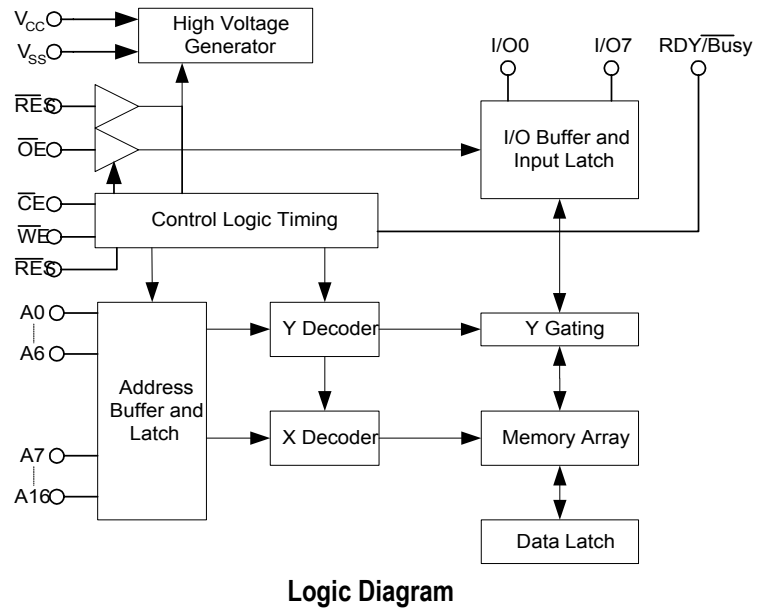 VCC
High Voltage
Generator
VSS
I/O0
I/O7
RDY/Busy
RES
OE
I/O Buffer and
Input Latch
CE
Control Logic Timing
WE
RES
A0
A6
Y Decoder
Y Gating
Address
Buffer and
Latch
X Decoder
Memory Array
A7
A16
Data Latch
Logic Diagram